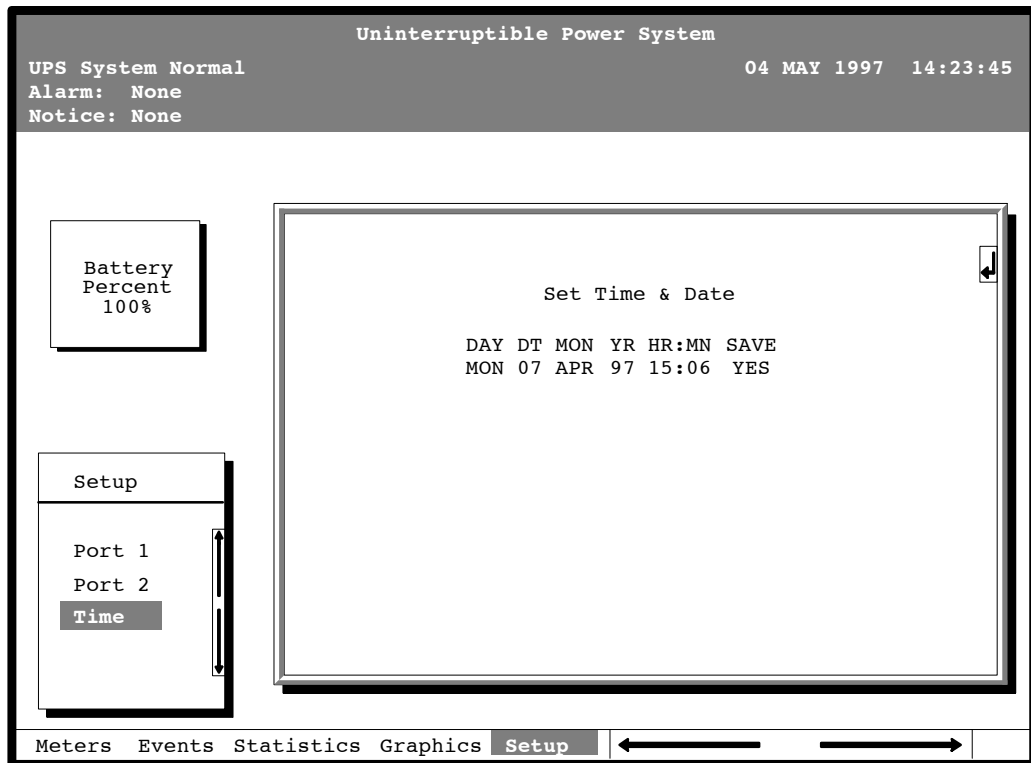 Uninterruptible Power System
UPS System Normal 04 MAY 1997 14:23:45
Alarm: None
Notice: None
Battery
Percent
100%
Set Time & Date
DAY DT MON YR HR:MN SAVE
MON 07 APR 97 15:06 YES
Setup
Port 1
Port 2
Time
Meters Events Statistics Graphics Setup